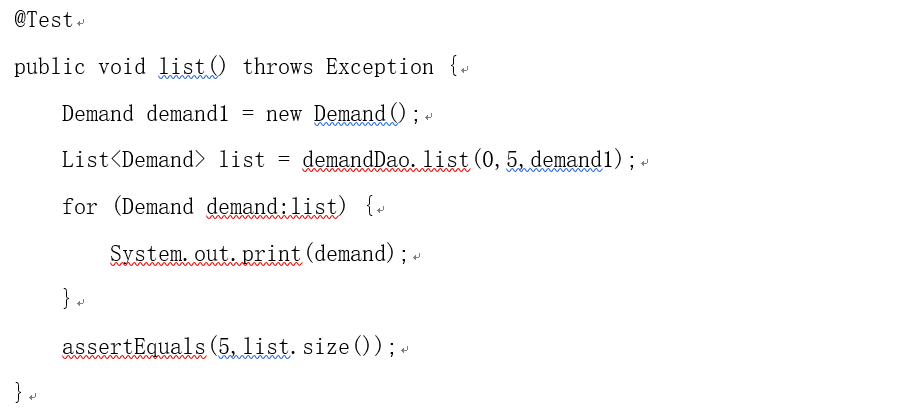 @Test
public void list() throws Exception {
    Demand demand1 = new Demand();
    List<Demand> list = demandDao.list(0,5,demand1);
    for (Demand demand:list) {
        System.out.print(demand);
    }
    assertEquals(5,list.size());
}